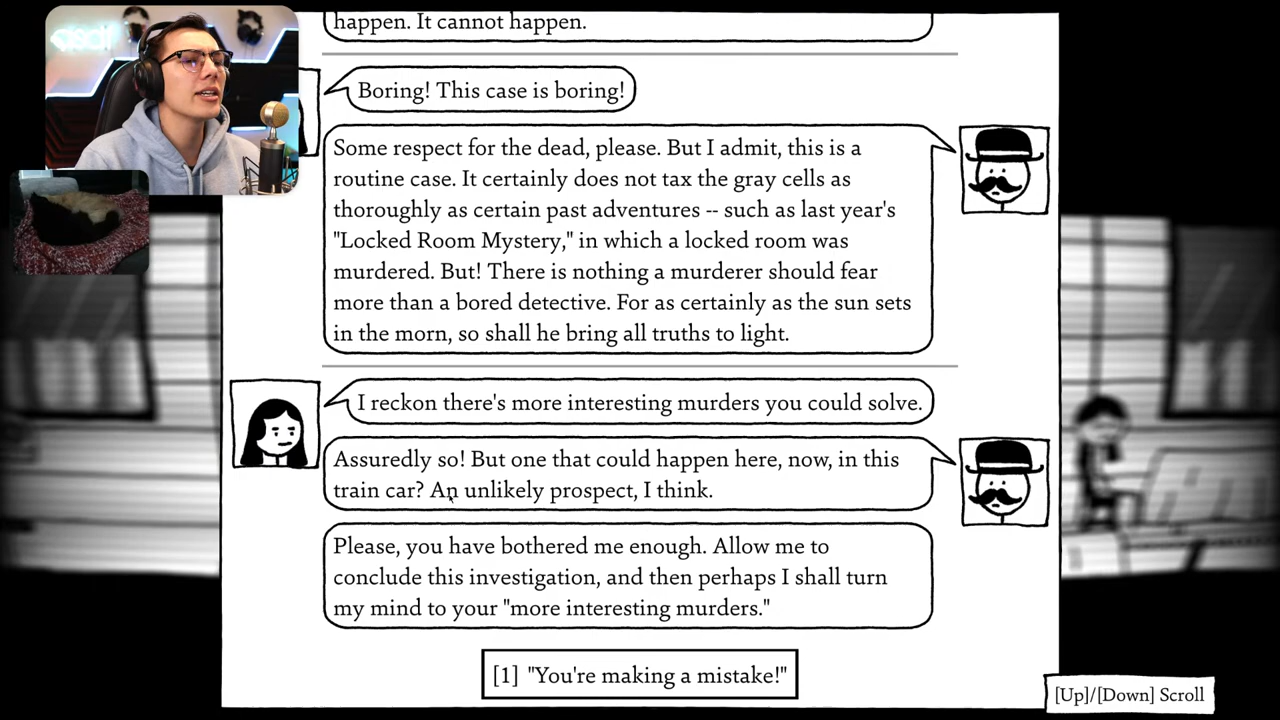 happen. It cannot happen.
Boring! This case is boring!
Some respect for the dead, please. But I admit, this is a
routine case. It certainly does not tax the gray cells as
thoroughly as certain past adventures -- such as last year's
"Locked Room Mystery," in which a locked room was
murdered. But! There is nothing a murderer should fear
more than a bored detective. For as certainly as the sun sets
in the morn, so shall he bring all truths to light.
I reckon there's more interesting murders you could solve.
Assuredly so! But one that could happen here, now, in this
train car? An unlikely prospect, I think.
Please, you have bothered me enough. Allow me to
conclude this investigation, and then perhaps I shall turn
my mind to your "more interesting murders."
[1] "You're making a mistake!"
[Up]/[Down] Scroll